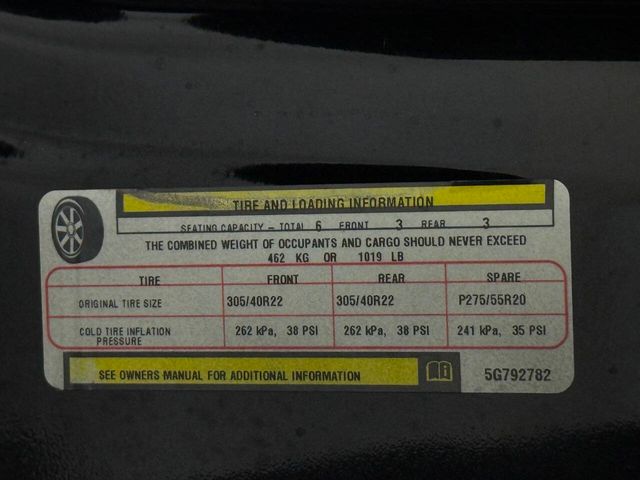 TIRE AND LOADING INFORMATION
SEATING CAPACITY - TOTAL 6 FRONT 3 REAR 3
THE COMBINED WEIGHT OF OCCUPANTS AND CARGO SHOULD NEVER EXCEED
462 KG OR 1019 LB
TIRE FRONT REAR SPARE
ORIGINAL TIRE SIZE 305/40R22 305/40R22 P275/55R20
COLD TIRE INFLATION PRESSURE 262 kPa, 38 PSI 262 kPa, 38 PSI 241 kPa, 35 PSI
SEE OWNERS MANUAL FOR ADDITIONAL INFORMATION 5G792782